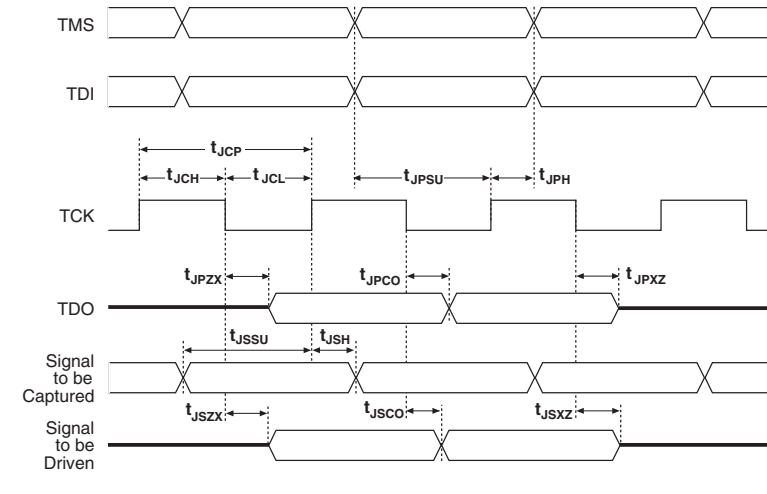 TMS
TDI
tJCP
tJCH
tJCL
tJPSU
tJPH
TCK
tJPZX
tJPCO
tJPXZ
TDO
tJSSU
tJSH
Signal
to be
Captured
tJSZX
tJSCO
tJSXZ
Signal
to be
Driven